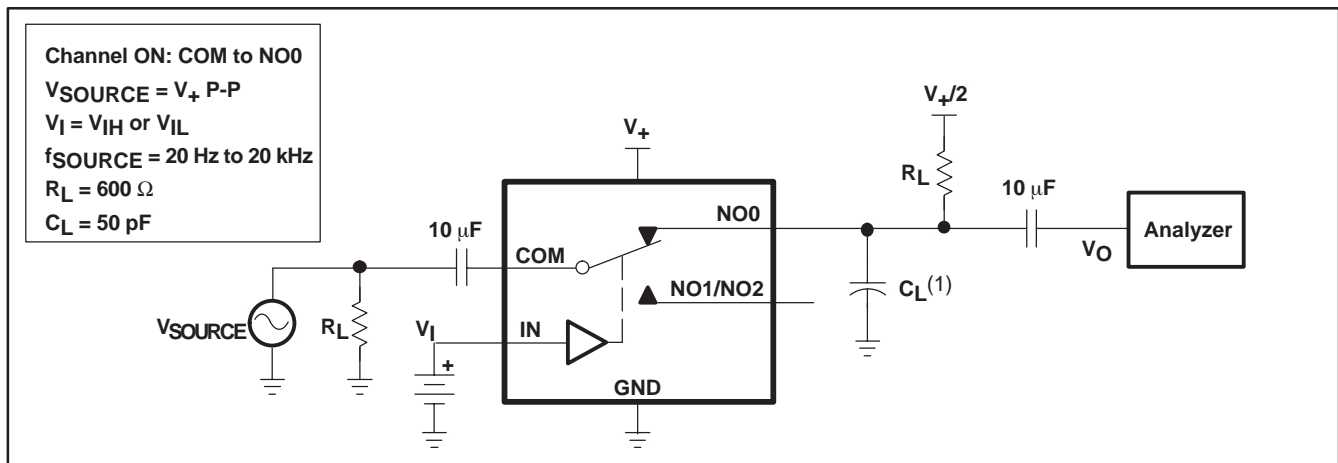 Channel ON: COM to NO0
VSOURCE = V+ P-P
VI = VIH or VIL
fSOURCE = 20 Hz to 20 kHz
RL = 600 Ω
CL = 50 pF
V+/2
V+
RL
10 μF
NO0
Analyzer
10 μF
COM
VO
NO1/NO2
CL(1)
VSOURCE
RL
VI
IN
+
GND